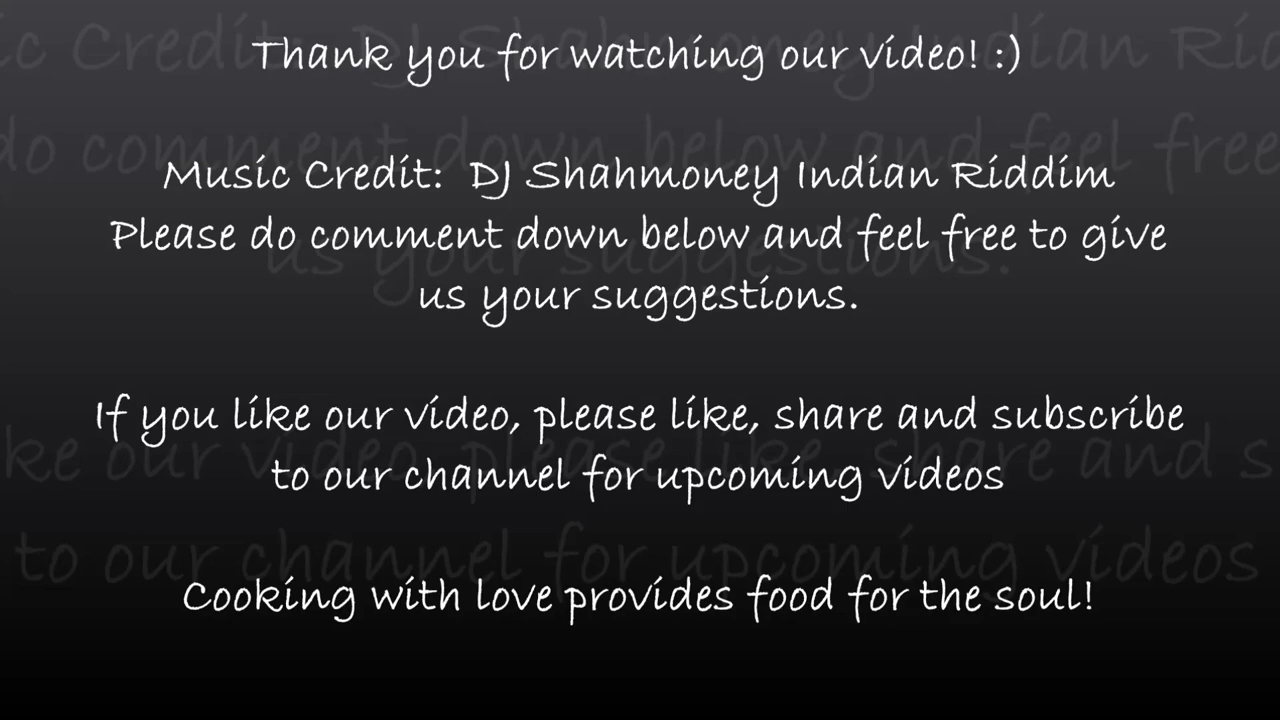 Thank you for watching our video! :)
Music Credit: DJ Shahmoney Indian Riddim
Please do comment down below and feel free to give
us your suggestions.
If you like our video, please like, share and subscribe
to our channel for upcoming videos
Cooking with love provides food for the soul!